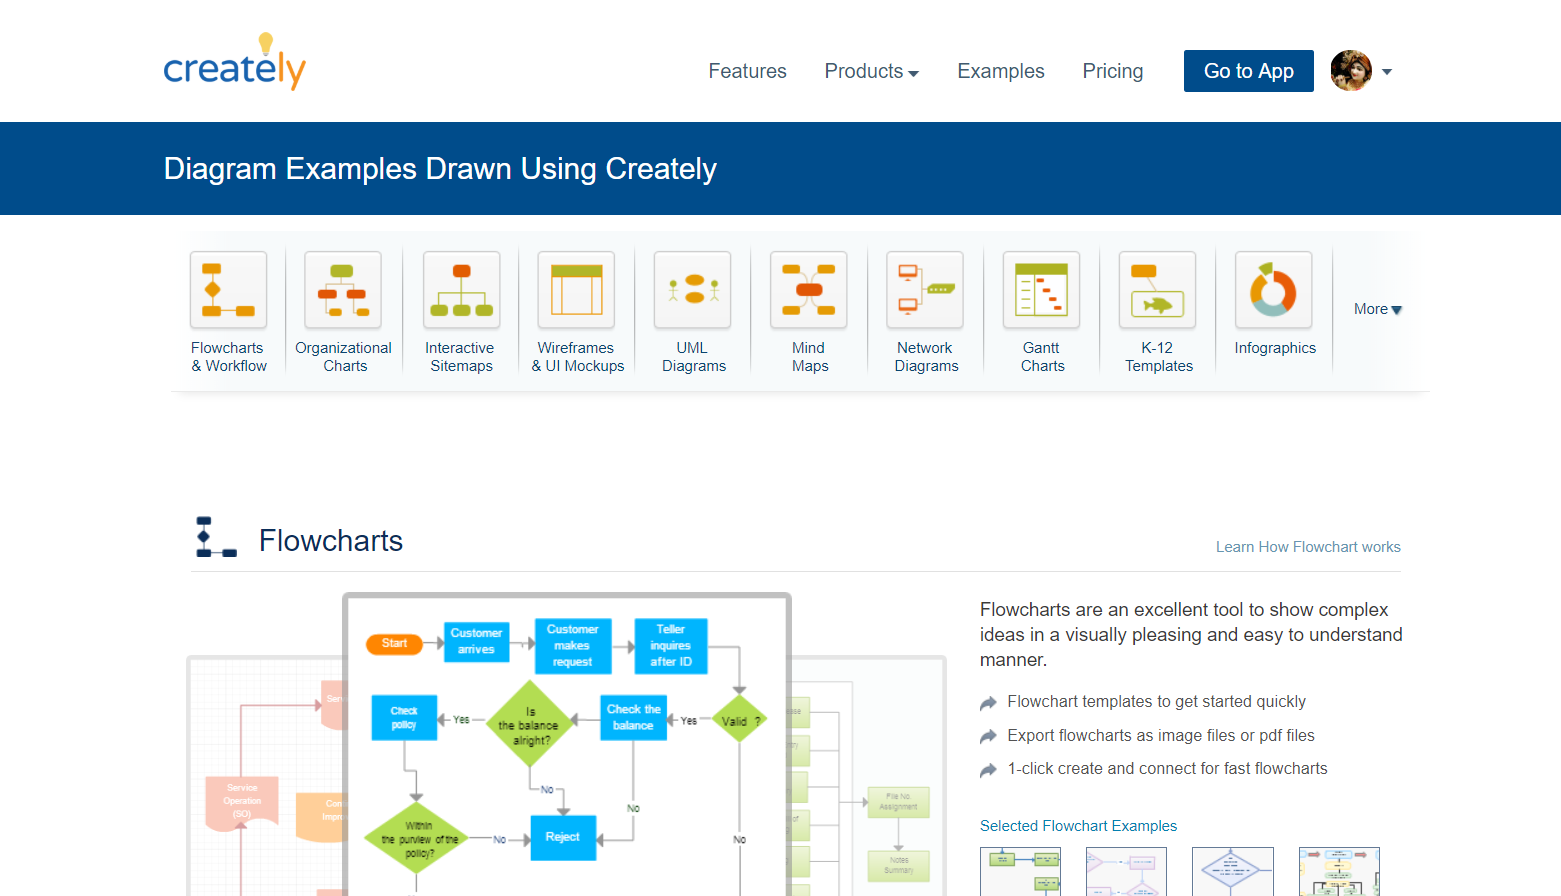 creately
Features
Products
Examples
Pricing
Go to App
Diagram Examples Drawn Using Creately
Flowcharts
& Workflow
Organizational
Charts
Interactive
Sitemaps
Wireframes
& UI Mockups
UML
Diagrams
Mind
Maps
Network
Diagrams
Gantt
Charts
K-12
Templates
Infographics
More
Flowcharts
Learn How Flowchart works
Start
Customer
arrives
Customer
makes
request
Teller
inquires
after ID
Check
policy
Yes
Is
the balance
alright?
Check the
balance
Yes
Valid ?
No
No
No
Within
the purview of the
policy?
No
Reject
Service
Operation
(SO)
File No.
Assignment
Notes
Summary
Flowcharts are an excellent tool to show complex
ideas in a visually pleasing and easy to understand
manner.
Flowchart templates to get started quickly
Export flowcharts as image files or pdf files
1-click create and connect for fast flowcharts
Selected Flowchart Examples